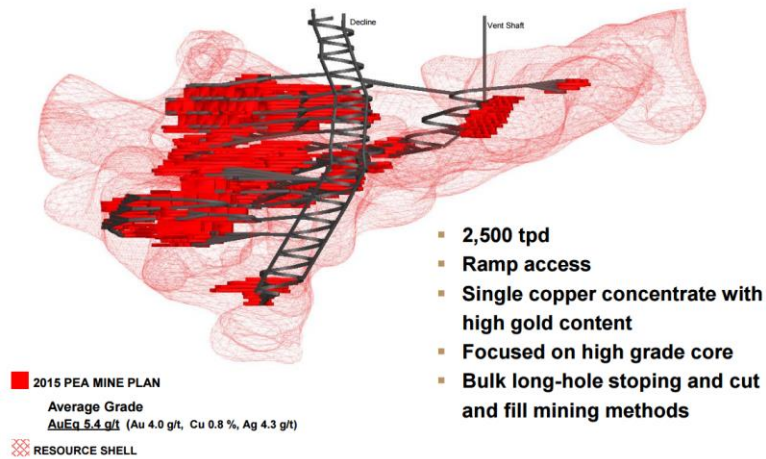 Decline
Vent Shaft
2,500 tpd
Ramp access
Single copper concentrate with
high gold content
Focused on high grade core
Bulk long-hole stoping and cut
and fill mining methods
2015 PEA MINE PLAN
Average Grade
AuEq 5.4 g/t (Au 4.0 g/t, Cu 0.8 %, Ag 4.3 g/t)
RESOURCE SHELL